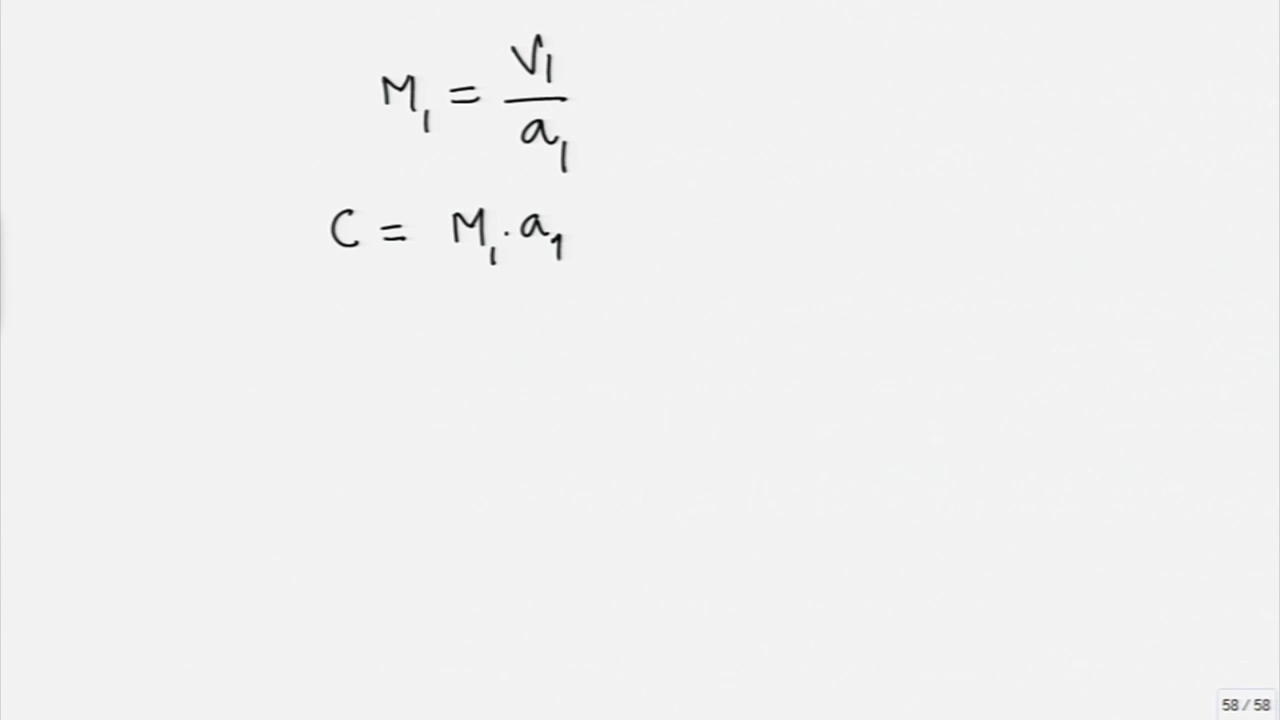 M₁ = V₁ / a₁
C = M₁ · a₁
58 / 58